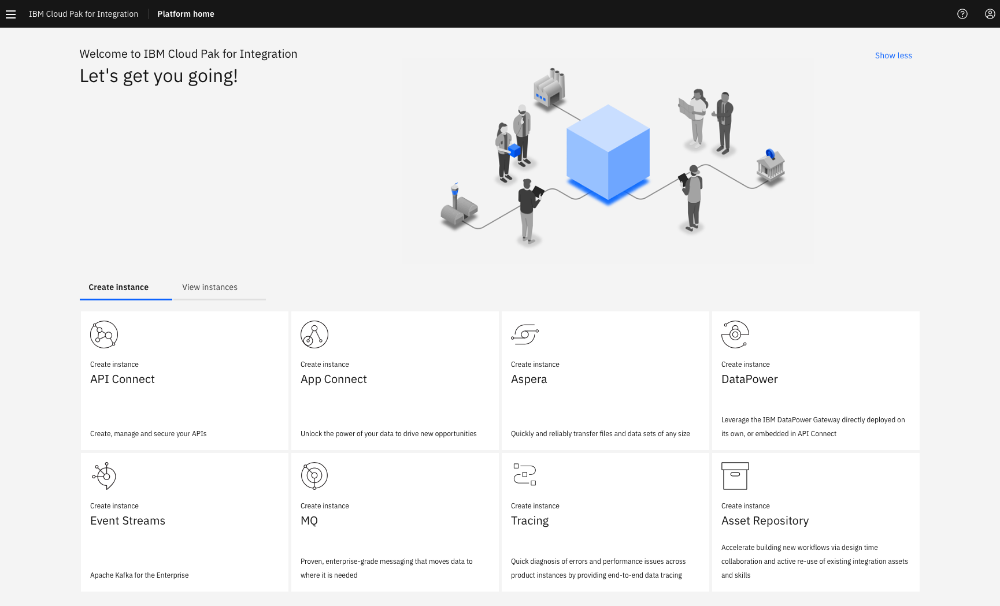 IBM Cloud Pak for Integration
Platform home
Welcome to IBM Cloud Pak for Integration
Show less
Let's get you going!
Create instance
View instances
Create instance
API Connect
Create, manage and secure your APIs
Create instance
App Connect
Unlock the power of your data to drive new opportunities
Create instance
Aspera
Quickly and reliably transfer files and data sets of any size
Create instance
DataPower
Leverage the IBM DataPower Gateway directly deployed on
its own, or embedded in API Connect
Create instance
Event Streams
Apache Kafka for the Enterprise
Create instance
MQ
Proven, enterprise-grade messaging that moves data to
where it is needed
Create instance
Tracing
Quick diagnosis of errors and performance issues across
product instances by providing end-to-end data tracing
Create instance
Asset Repository
Accelerate building new workflows via design time
collaboration and active re-use of existing integration assets
and skills